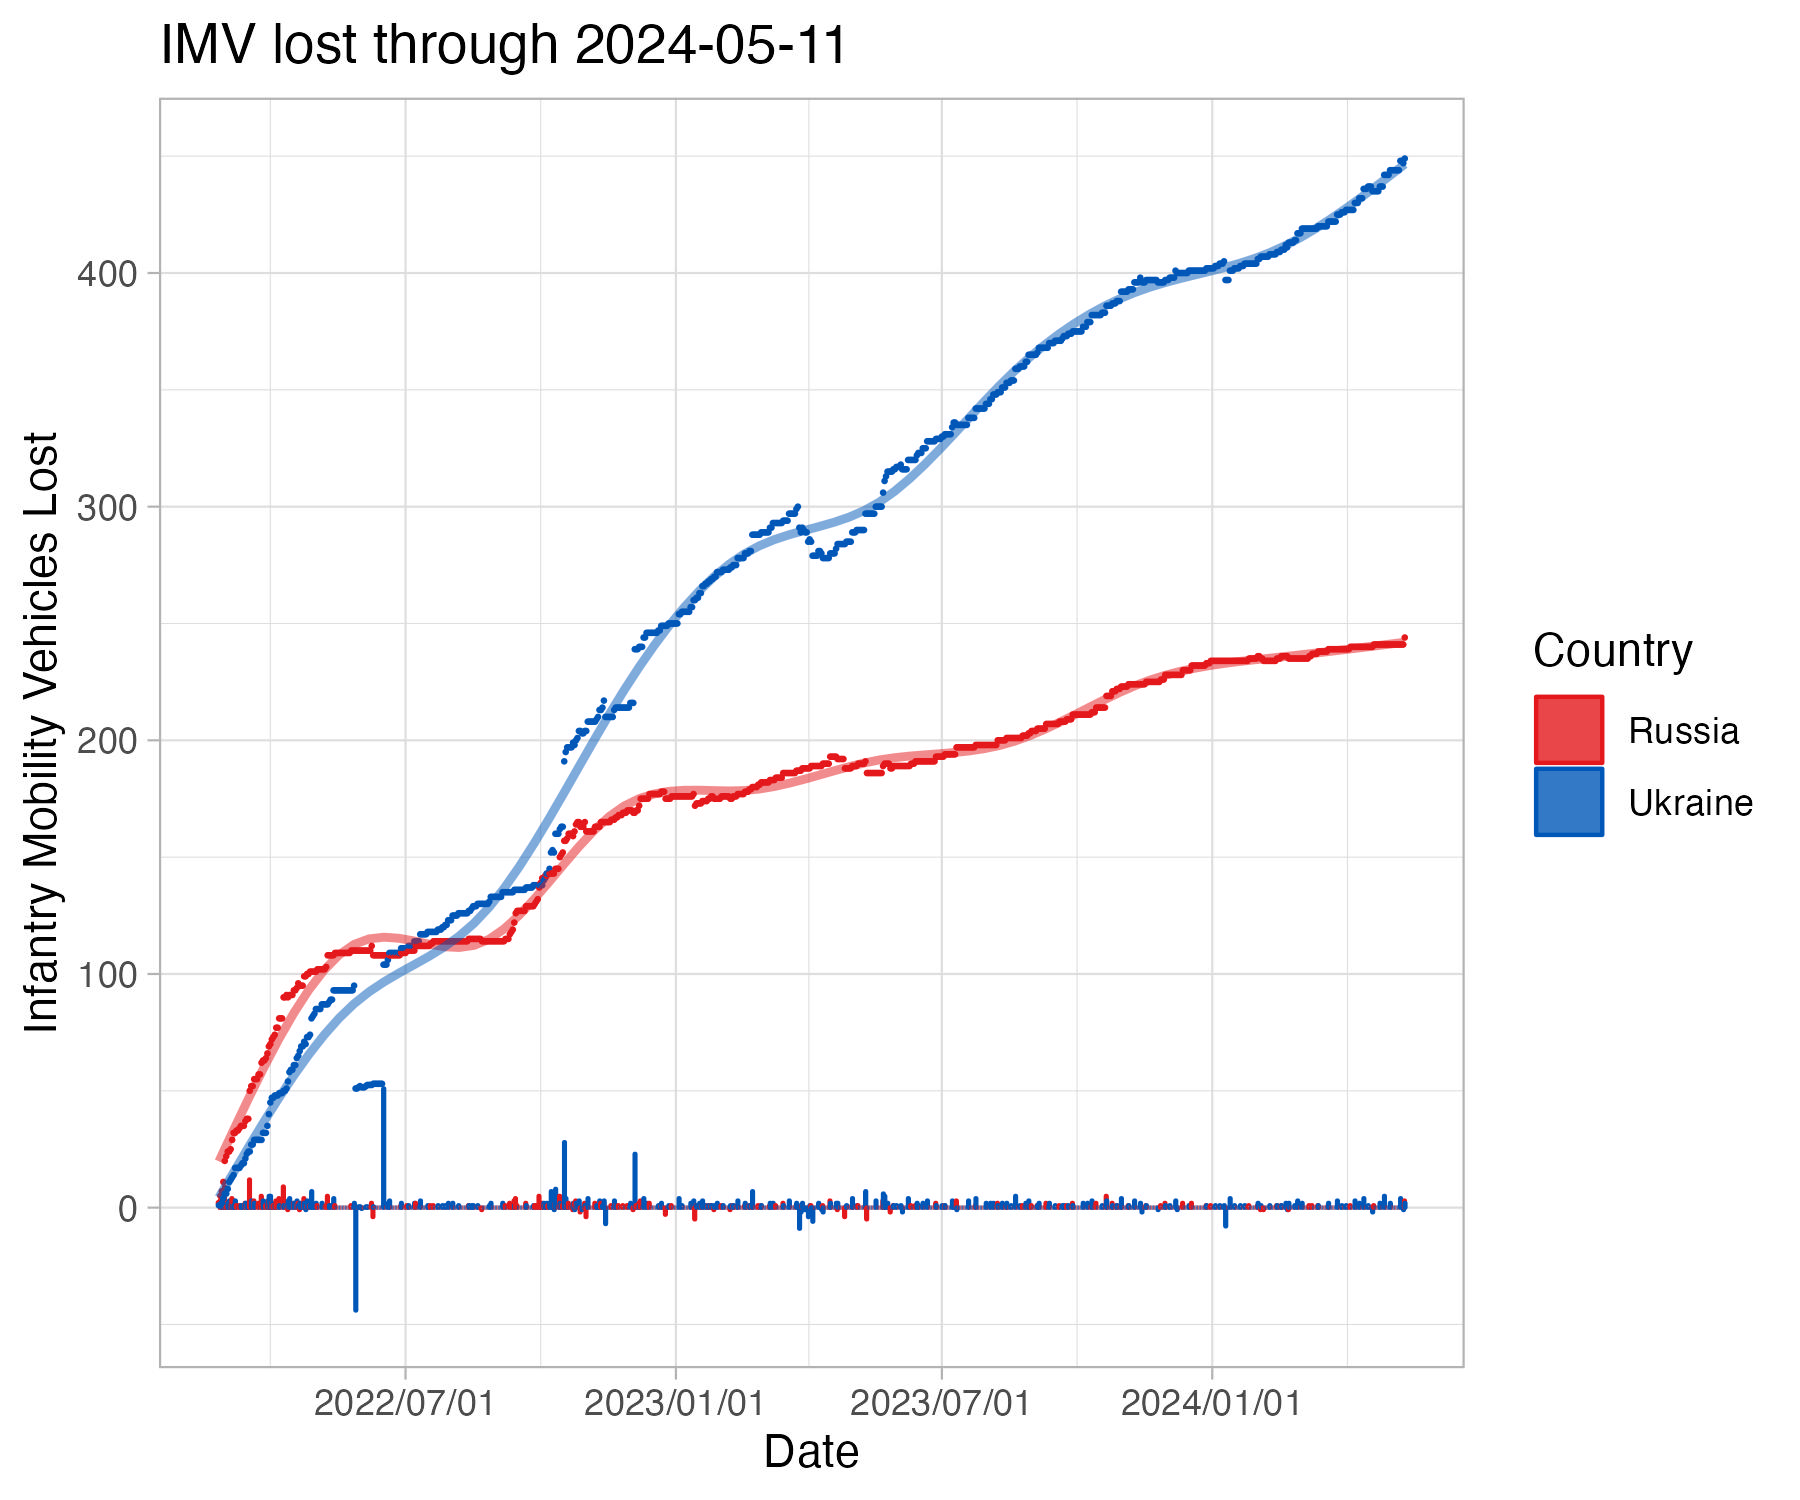 IMV lost through 2024-05-11
Infantry Mobility Vehicles Lost
400
300
200
100
0
2022/07/01
2023/01/01
2023/07/01
2024/01/01
Date
Country
Russia
Ukraine